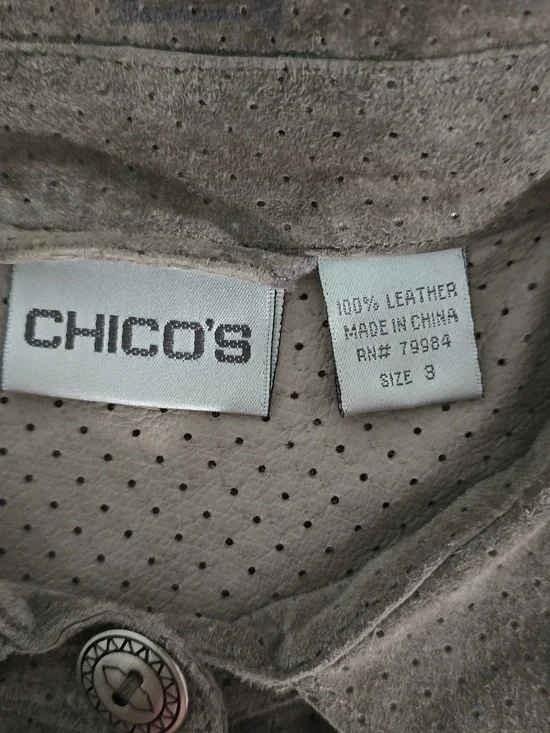 CHICO'S
100% LEATHER
MADE IN CHINA
RN# 79984
SIZE 3